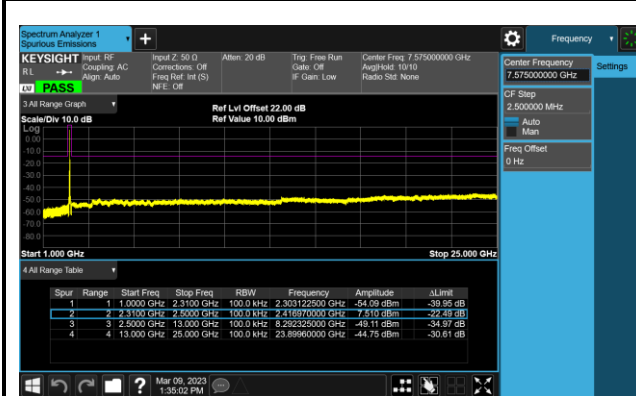 Spectrum Analyzer 1
Spurious Emissions
Frequency
KEYSIGHT Input: RF
Coupling: AC
Align: Auto
Input Z: 50 Ω
Corrections: Off
Freq Ref: Int (S)
NFE: Off
Atten: 20 dB
Trig: Free Run
Gate: Off
IF Gain: Low
Center Freq: 7.575000000 GHz
Avg|Hold: 10/10
Radio Std: None
R L
LXI PASS
Center Frequency
7.575000000 GHz
Settings
CF Step
2.500000 MHz
Auto
Man
Freq Offset
0 Hz
3 All Range Graph
Scale/Div 10.0 dB
Ref Lvl Offset 22.00 dB
Ref Value 10.00 dBm
Log
0.00
-10.0
-20.0
-30.0
-40.0
-50.0
-60.0
-70.0
-80.0
Start 1.000 GHz
Stop 25.000 GHz
4 All Range Table
Spur Range Start Freq Stop Freq RBW Frequency Amplitude ΔLimit
1 1 1.0000 GHz 2.3100 GHz 100.0 kHz 2.303122500 GHz -54.09 dBm -39.95 dB
2 2 2.3100 GHz 2.5000 GHz 100.0 kHz 2.416970000 GHz 7.510 dBm -22.49 dB
3 3 2.5000 GHz 13.000 GHz 100.0 kHz 8.292325000 GHz -49.11 dBm -34.97 dB
4 4 13.000 GHz 25.000 GHz 100.0 kHz 23.89960000 GHz -44.75 dBm -30.61 dB
?
Mar 09, 2023
1:35:02 PM